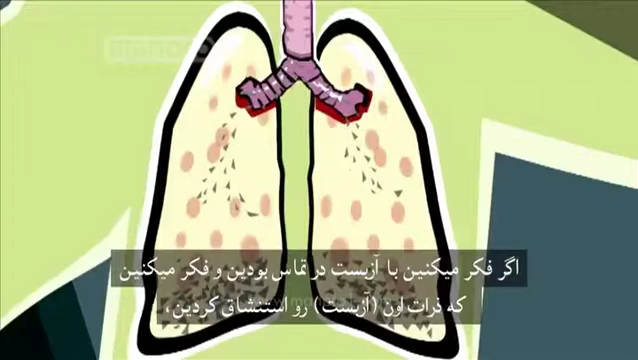 اگر فکر میکنین با آزبست در تماس بودین و فکر میکنین
که ذرات اون (آزبست) رو استنشاق کردین،